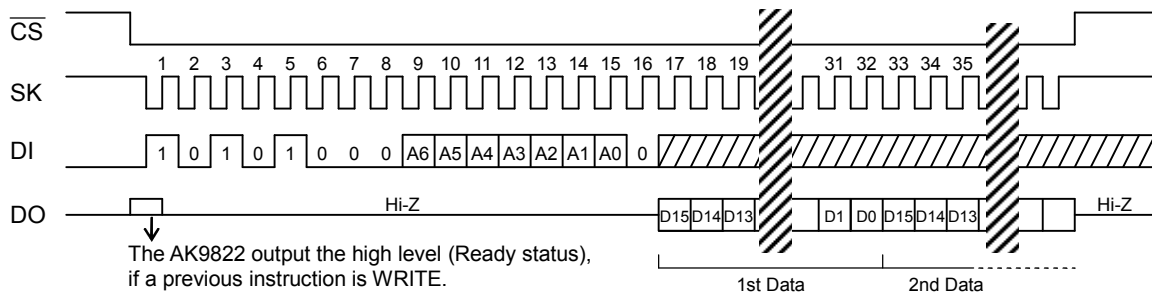 CS
1 2 3 4 5 6 7 8 9 10 11 12 13 14 15 16 17 18 19 31 32 33 34 35
SK
DI 1 0 1 0 1 0 0 0 A6 A5 A4 A3 A2 A1 A0 0
DO Hi-Z D15 D14 D13 D1 D0 D15 D14 D13 Hi-Z
The AK9822 output the high level (Ready status),
if a previous instruction is WRITE.
1st Data 2nd Data